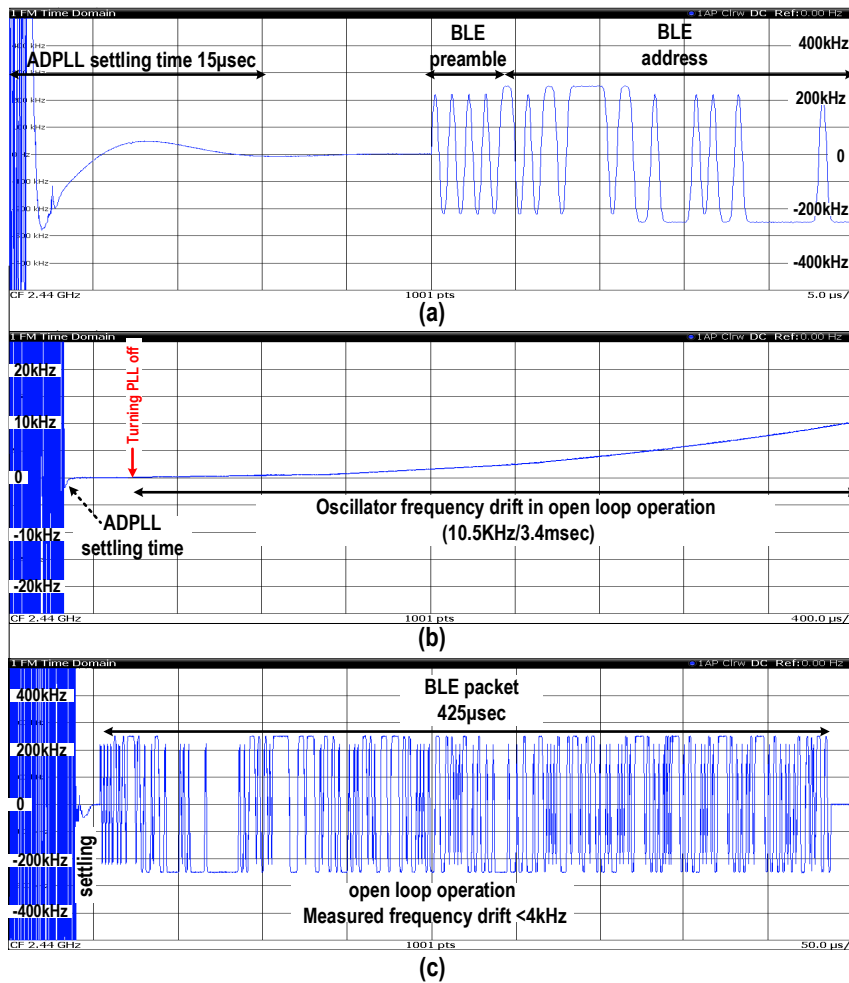 1 FM Time Domain 1AP Clrw DC Ref:0.00 Hz
ADPLL settling time 15µsec
BLE
preamble
BLE
address
400kHz
200kHz
0
-200kHz
-400kHz
CF 2.44 GHz 1001 pts 5.0 µs/
(a)
1 FM Time Domain 1AP Clrw DC Ref:0.00 Hz
20kHz
10kHz
0
-10kHz
-20kHz
Turning PLL off
ADPLL
settling time
Oscillator frequency drift in open loop operation
(10.5KHz/3.4msec)
CF 2.44 GHz 1001 pts 400.0 µs/
(b)
1 FM Time Domain 1AP Clrw DC Ref:0.00 Hz
400kHz
200kHz
0
-200kHz
-400kHz
BLE packet
425µsec
settling
open loop operation
Measured frequency drift <4kHz
CF 2.44 GHz 1001 pts 50.0 µs/
(c)